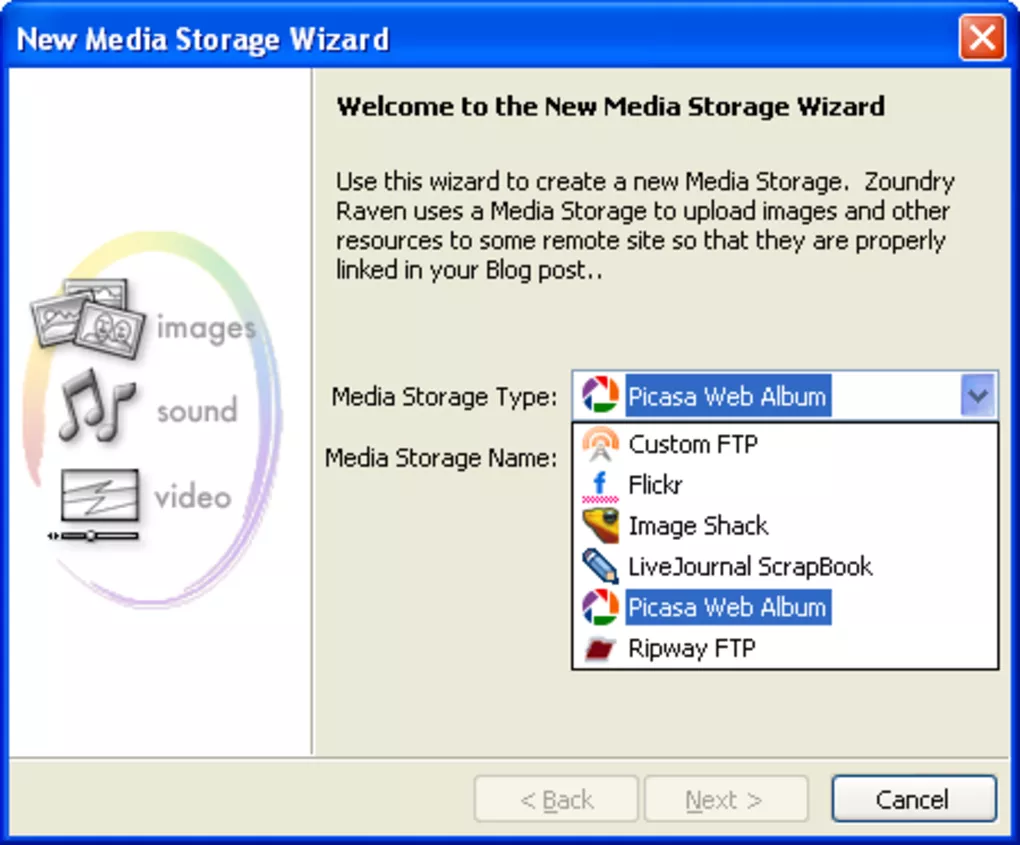 New Media Storage Wizard
Welcome to the New Media Storage Wizard
Use this wizard to create a new Media Storage.  Zoundry
Raven uses a Media Storage to upload images and other
resources to some remote site so that they are properly
linked in your Blog post..
images
sound
video
Media Storage Type:
Picasa Web Album
Media Storage Name:
Custom FTP
f
Flickr
Image Shack
LiveJournal ScrapBook
Picasa Web Album
Ripway FTP
< Back
Next >
Cancel